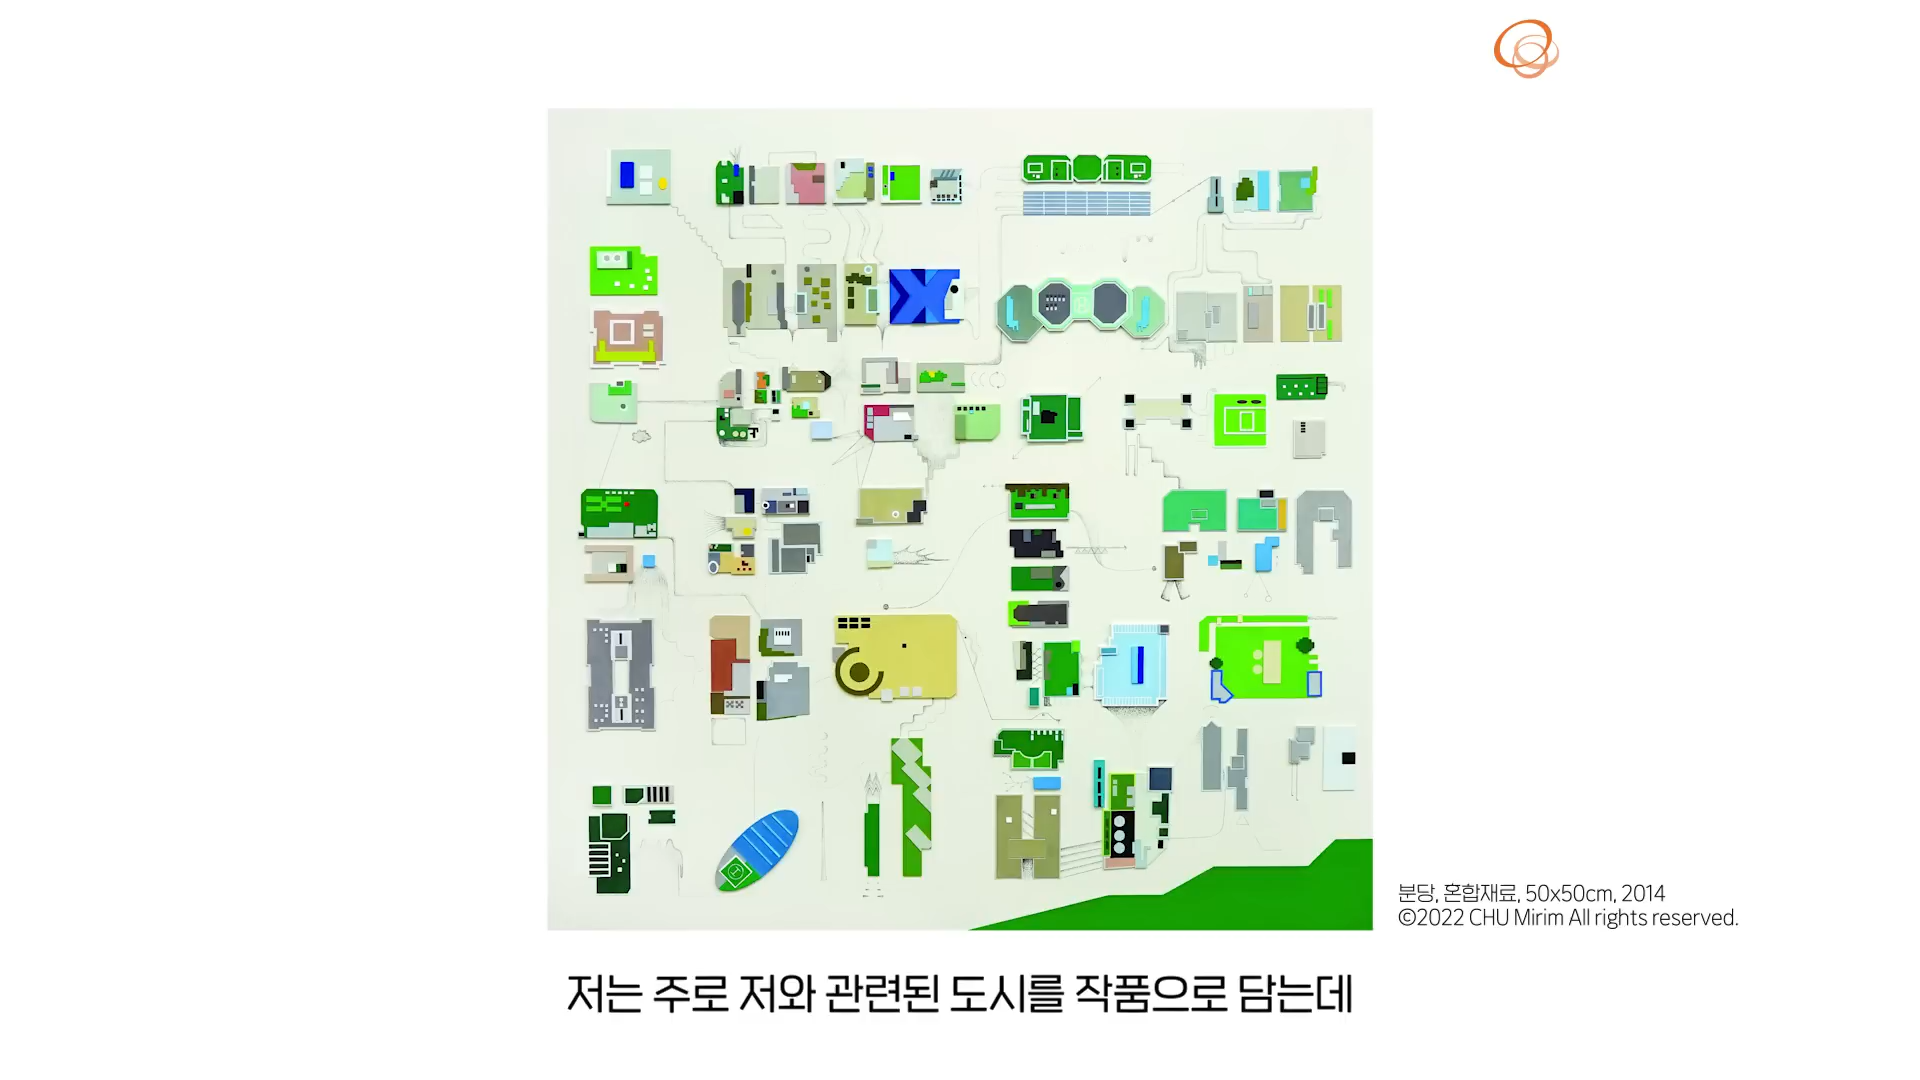 분당, 혼합재료, 50x50cm, 2014
©2022 CHU Mirim All rights reserved.
저는 주로 저와 관련된 도시를 작품으로 담는데